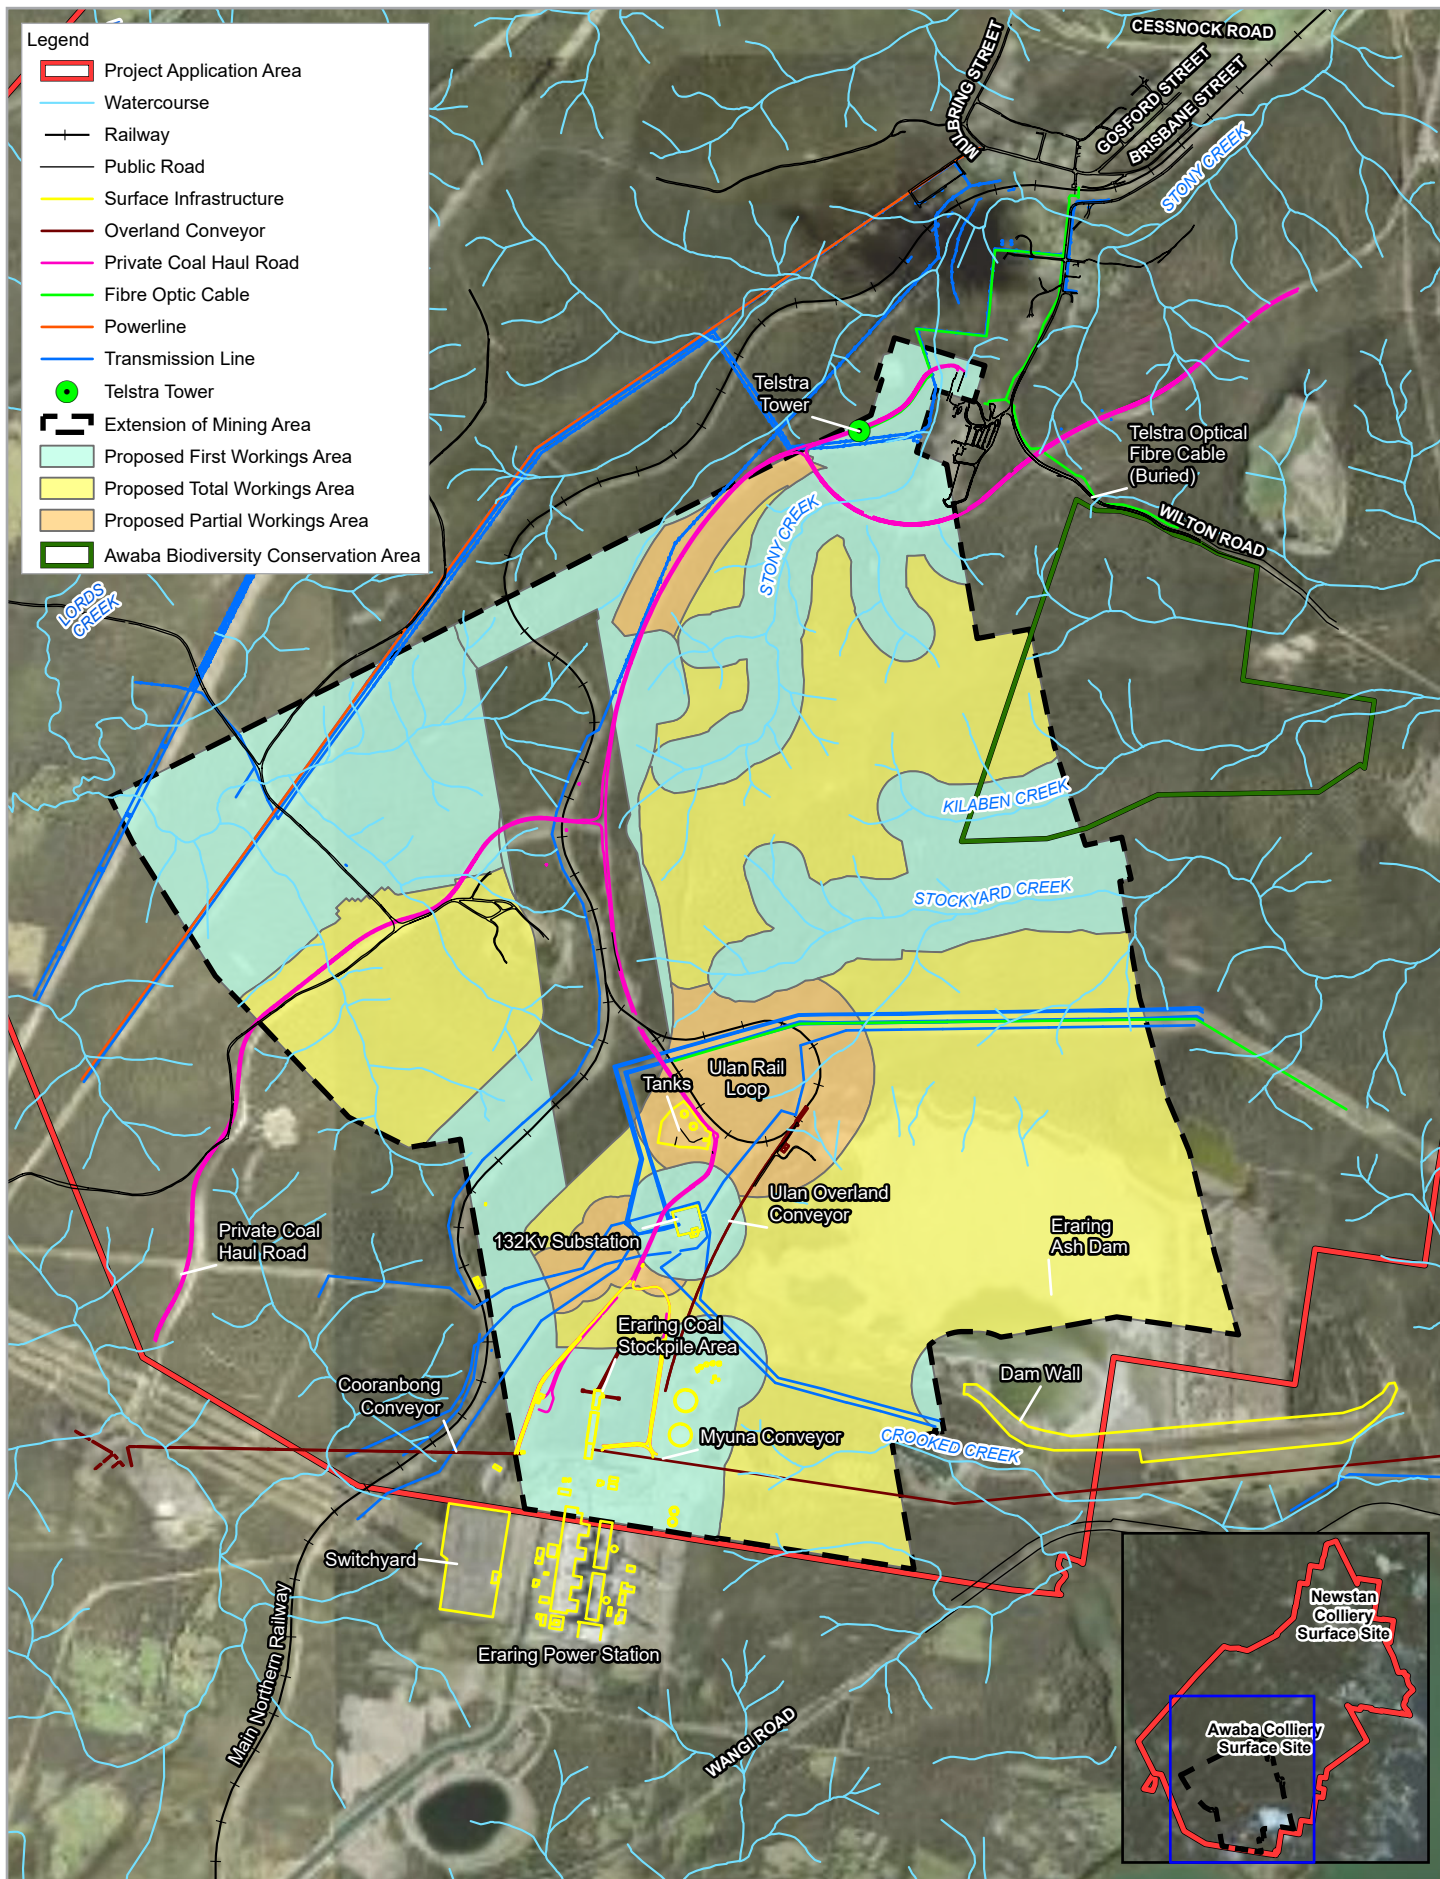 Legend
Project Application Area
Watercourse
Railway
Public Road
Surface Infrastructure
Overland Conveyor
Private Coal Haul Road
Fibre Optic Cable
Powerline
Transmission Line
Telstra Tower
Extension of Mining Area
Proposed First Workings Area
Proposed Total Workings Area
Proposed Partial Workings Area
Awaba Biodiversity Conservation Area
CESSNOCK ROAD
MULBRING STREET
GOSFORD STREET
BRISBANE STREET
STONY CREEK
Telstra
Tower
Telstra Optical
Fibre Cable
(Buried)
WILTON ROAD
STONY CREEK
LORDS
CREEK
KILABEN CREEK
STOCKYARD CREEK
Ulan Rail
Loop
Tanks
Ulan Overland
Conveyor
132Kv Substation
Private Coal
Haul Road
Eraring
Ash Dam
Eraring Coal
Stockpile Area
Dam Wall
Cooranbong
Conveyor
Myuna Conveyor
CROOKED CREEK
Switchyard
Eraring Power Station
Main Northern Railway
WANGI ROAD
Newstan
Colliery
Surface Site
Awaba Colliery
Surface Site